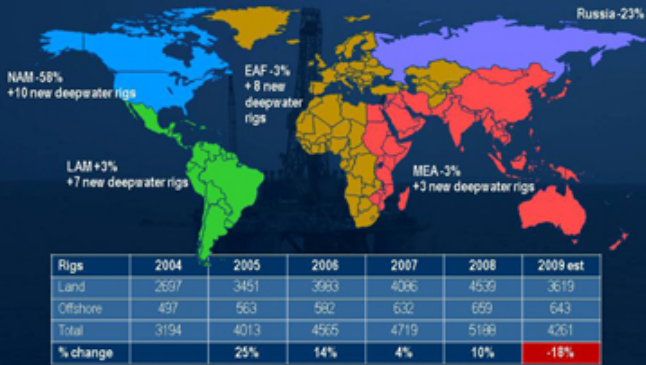 Russia -23%
NAM -58%
+10 new deepwater rigs
EAF -3%
+ 8 new
deepwater
rigs
LAM +3%
+7 new deepwater rigs
MEA -3%
+3 new deepwater rigs
Rigs 2004 2005 2006 2007 2008 2009 est
Land 2697 3451 3983 4086 4539 3619
Offshore 497 563 582 632 659 643
Total 3194 4013 4565 4719 5188 4261
% change 25% 14% 4% 10% -18%